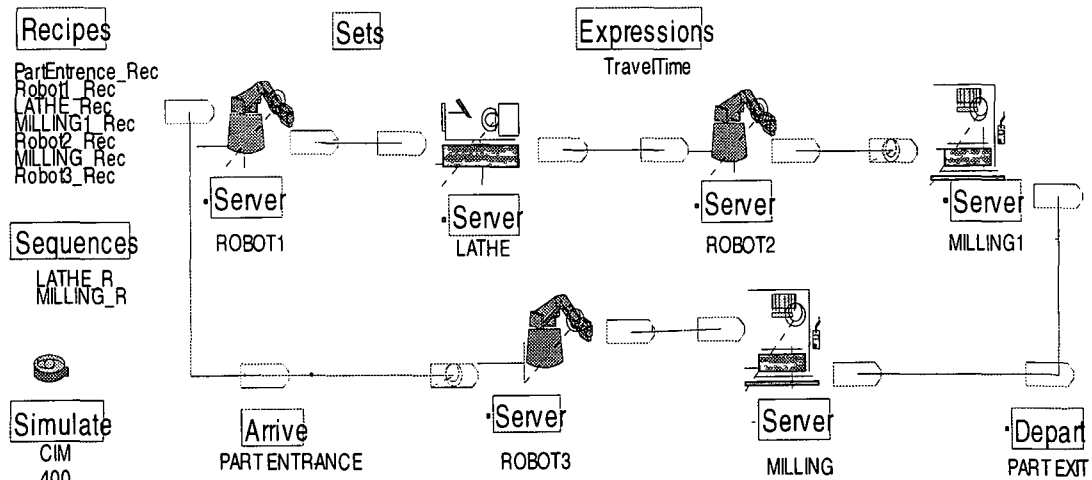 Recipes
PartEntrence_Rec
Robot1_Rec
LATHE_Rec
MILLING1_Rec
Robot2_Rec
MILLING_Rec
Robot3_Rec
Sets
Expressions
TravelTime
Server
ROBOT1
Server
LATHE
Server
ROBOT2
Server
MILLING1
Sequences
LATHE_R
MILLING_R
Simulate
CIM
400
Arrive
PART ENTRANCE
Server
ROBOT3
Server
MILLING
Depart
PART EXIT